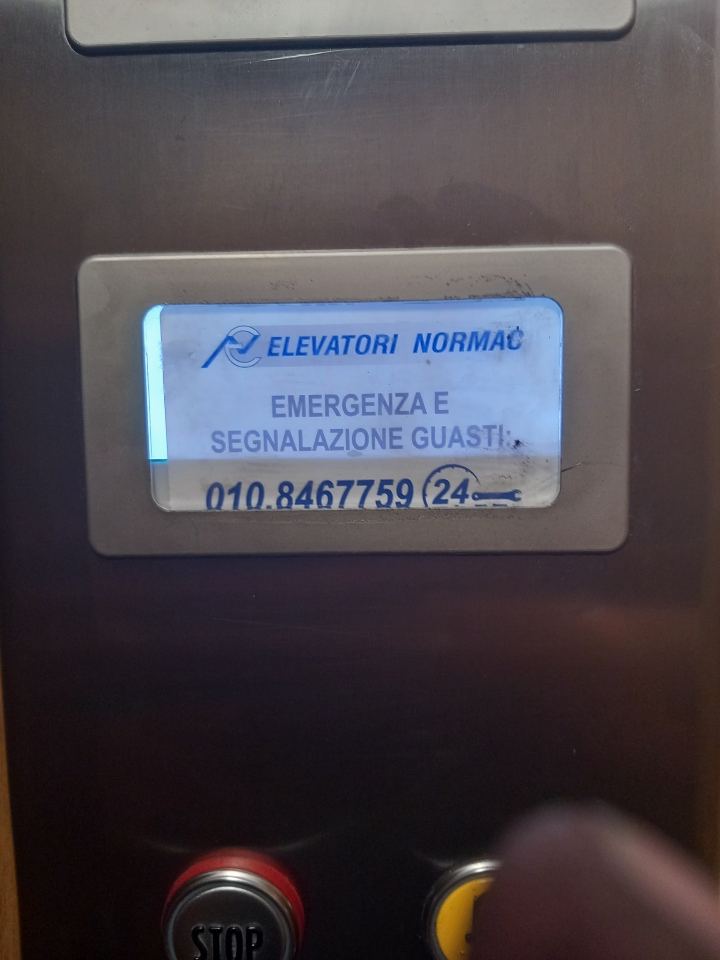 ELEVATORI NORMAC
EMERGENZA E
SEGNALAZIONE GUASTI:
010.8467759 24
STOP